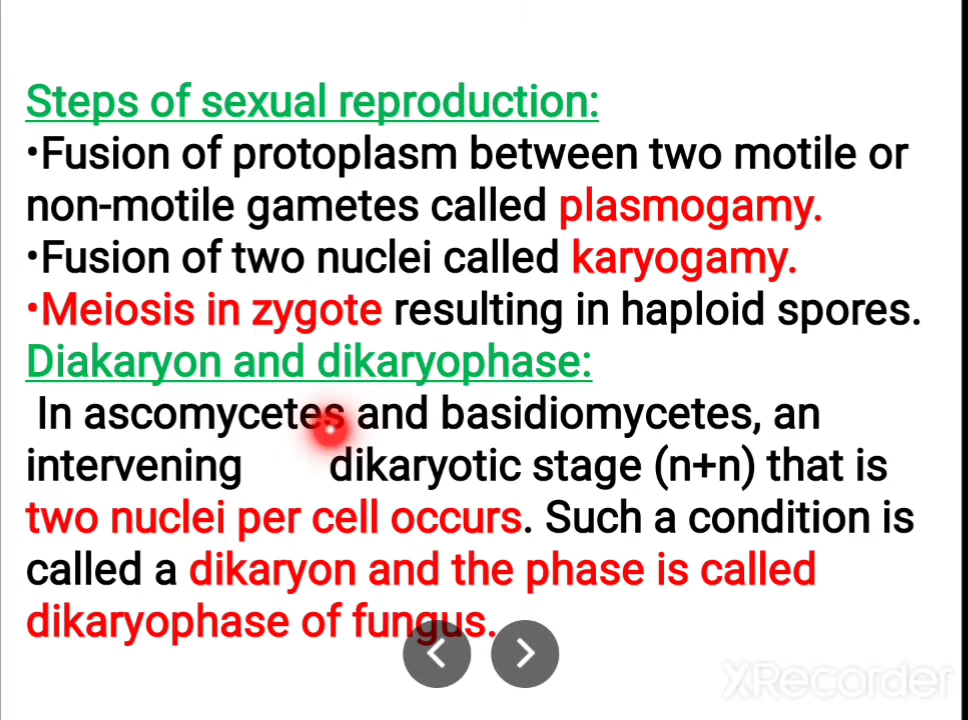 Steps of sexual reproduction:
•Fusion of protoplasm between two motile or
non-motile gametes called plasmogamy.
•Fusion of two nuclei called karyogamy.
•Meiosis in zygote resulting in haploid spores.
Diakaryon and dikaryophase:
In ascomycetes and basidiomycetes, an
intervening dikaryotic stage (n+n) that is
two nuclei per cell occurs. Such a condition is
called a dikaryon and the phase is called
dikaryophase of fungus.
XRecorder